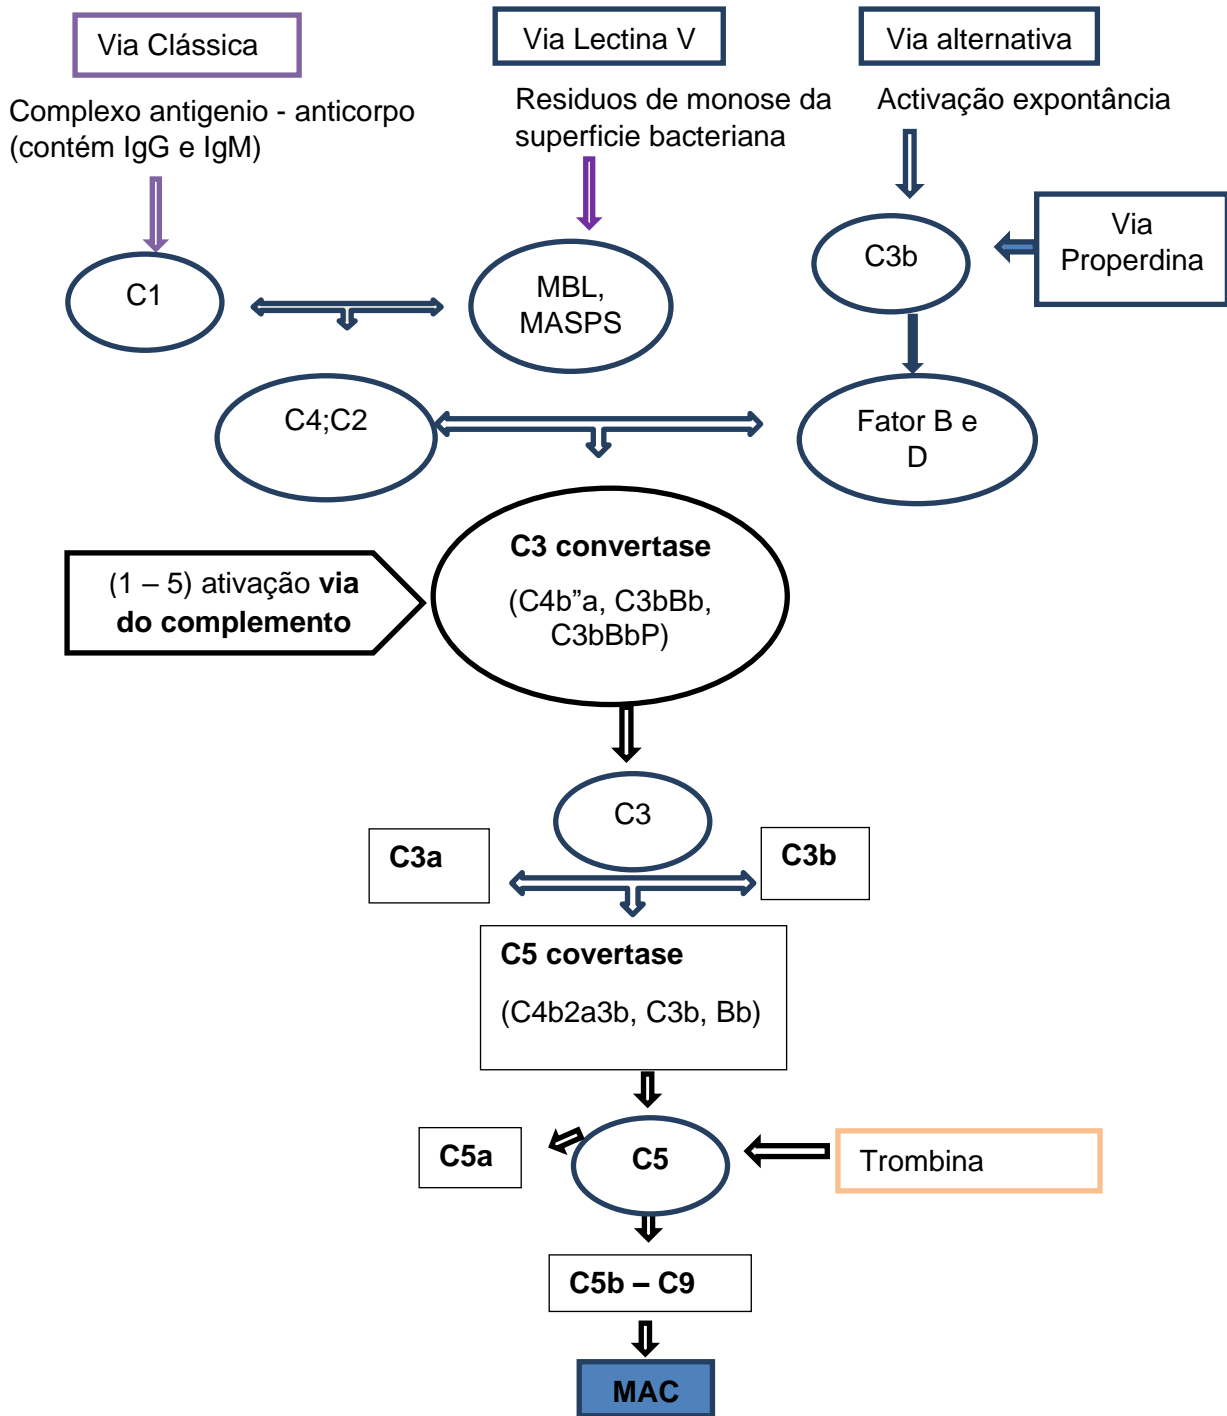 Via Clássica
Via Lectina V
Via alternativa
Complexo antigenio - anticorpo
(contém IgG e IgM)
Residuos de monose da
superficie bacteriana
Activação expontância
C1
MBL,
MASPS
C3b
Via
Properdina
C4;C2
Fator B e
D
C3 convertase
(C4b”a, C3bBb,
C3bBbP)
(1 – 5) ativação via
do complemento
C3
C3a
C3b
C5 covertase
(C4b2a3b, C3b, Bb)
C5a
C5
Trombina
C5b – C9
MAC